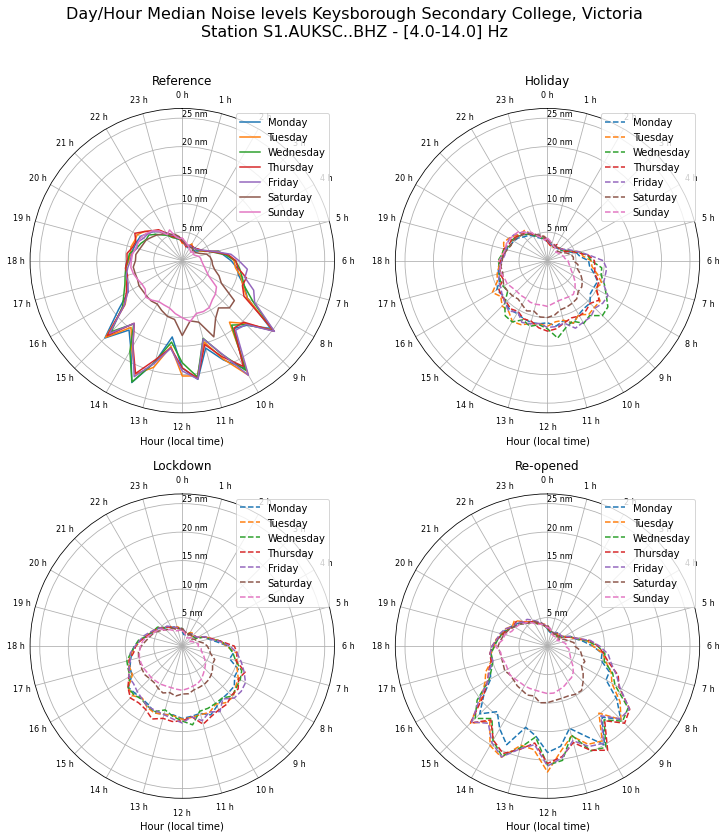 Day/Hour Median Noise levels Keysborough Secondary College, Victoria
Station S1.AUKSC..BHZ - [4.0-14.0] Hz
Reference
0 h
1 h
5 h
6 h
7 h
8 h
9 h
10 h
11 h
12 h
13 h
14 h
15 h
16 h
17 h
18 h
19 h
20 h
21 h
22 h
23 h
5 nm
10 nm
15 nm
20 nm
25 nm
Monday
Tuesday
Wednesday
Thursday
Friday
Saturday
Sunday
Hour (local time)
Holiday
0 h
1 h
4 h
5 h
6 h
7 h
8 h
9 h
10 h
11 h
12 h
13 h
14 h
15 h
16 h
17 h
18 h
19 h
20 h
21 h
22 h
23 h
5 nm
10 nm
15 nm
20 nm
25 nm
Monday
Tuesday
Wednesday
Thursday
Friday
Saturday
Sunday
Hour (local time)
Lockdown
0 h
1 h
5 h
6 h
7 h
8 h
9 h
10 h
11 h
12 h
13 h
14 h
15 h
16 h
17 h
18 h
19 h
20 h
21 h
22 h
23 h
5 nm
10 nm
15 nm
20 nm
25 nm
Monday
Tuesday
Wednesday
Thursday
Friday
Saturday
Sunday
Hour (local time)
Re-opened
0 h
1 h
4 h
5 h
6 h
7 h
8 h
9 h
10 h
11 h
12 h
13 h
14 h
15 h
16 h
17 h
18 h
19 h
20 h
21 h
22 h
23 h
5 nm
10 nm
15 nm
20 nm
25 nm
Monday
Tuesday
Wednesday
Thursday
Friday
Saturday
Sunday
Hour (local time)